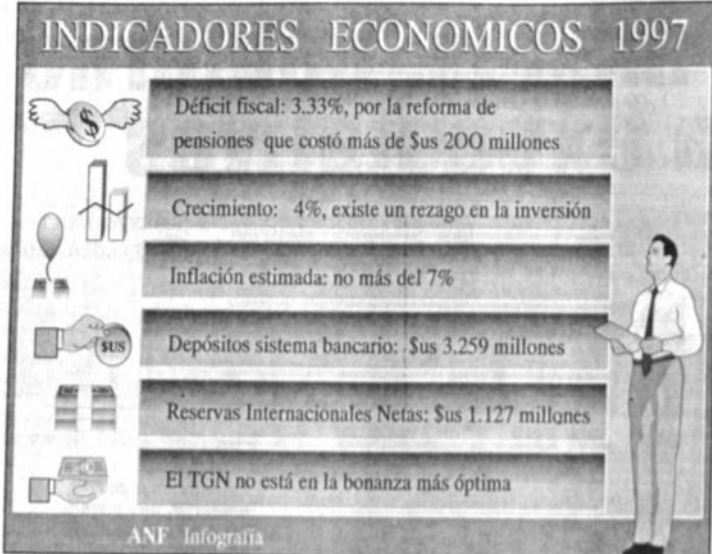 INDICADORES ECONOMICOS 1997
$
Déficit fiscal: 3.33%, por la reforma de
pensiones que costó más de $us 200 millones
Crecimiento: 4%, existe un rezago en la inversión
Inflación estimada: no más del 7%
$US
Depósitos sistema bancario: $us 3.259 millones
Reservas Internacionales Netas: $us 1.127 millones
El TGN no está en la bonanza más óptima
ANF Infografía